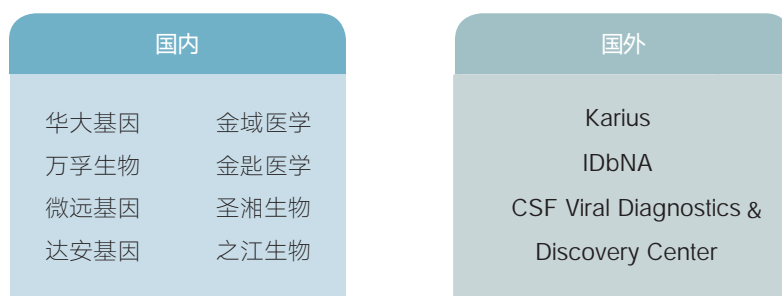 国内
华大基因 金域医学
万孚生物 金匙医学
微远基因 圣湘生物
达安基因 之江生物
国外
Karius
IDbNA
CSF Viral Diagnostics &
Discovery Center